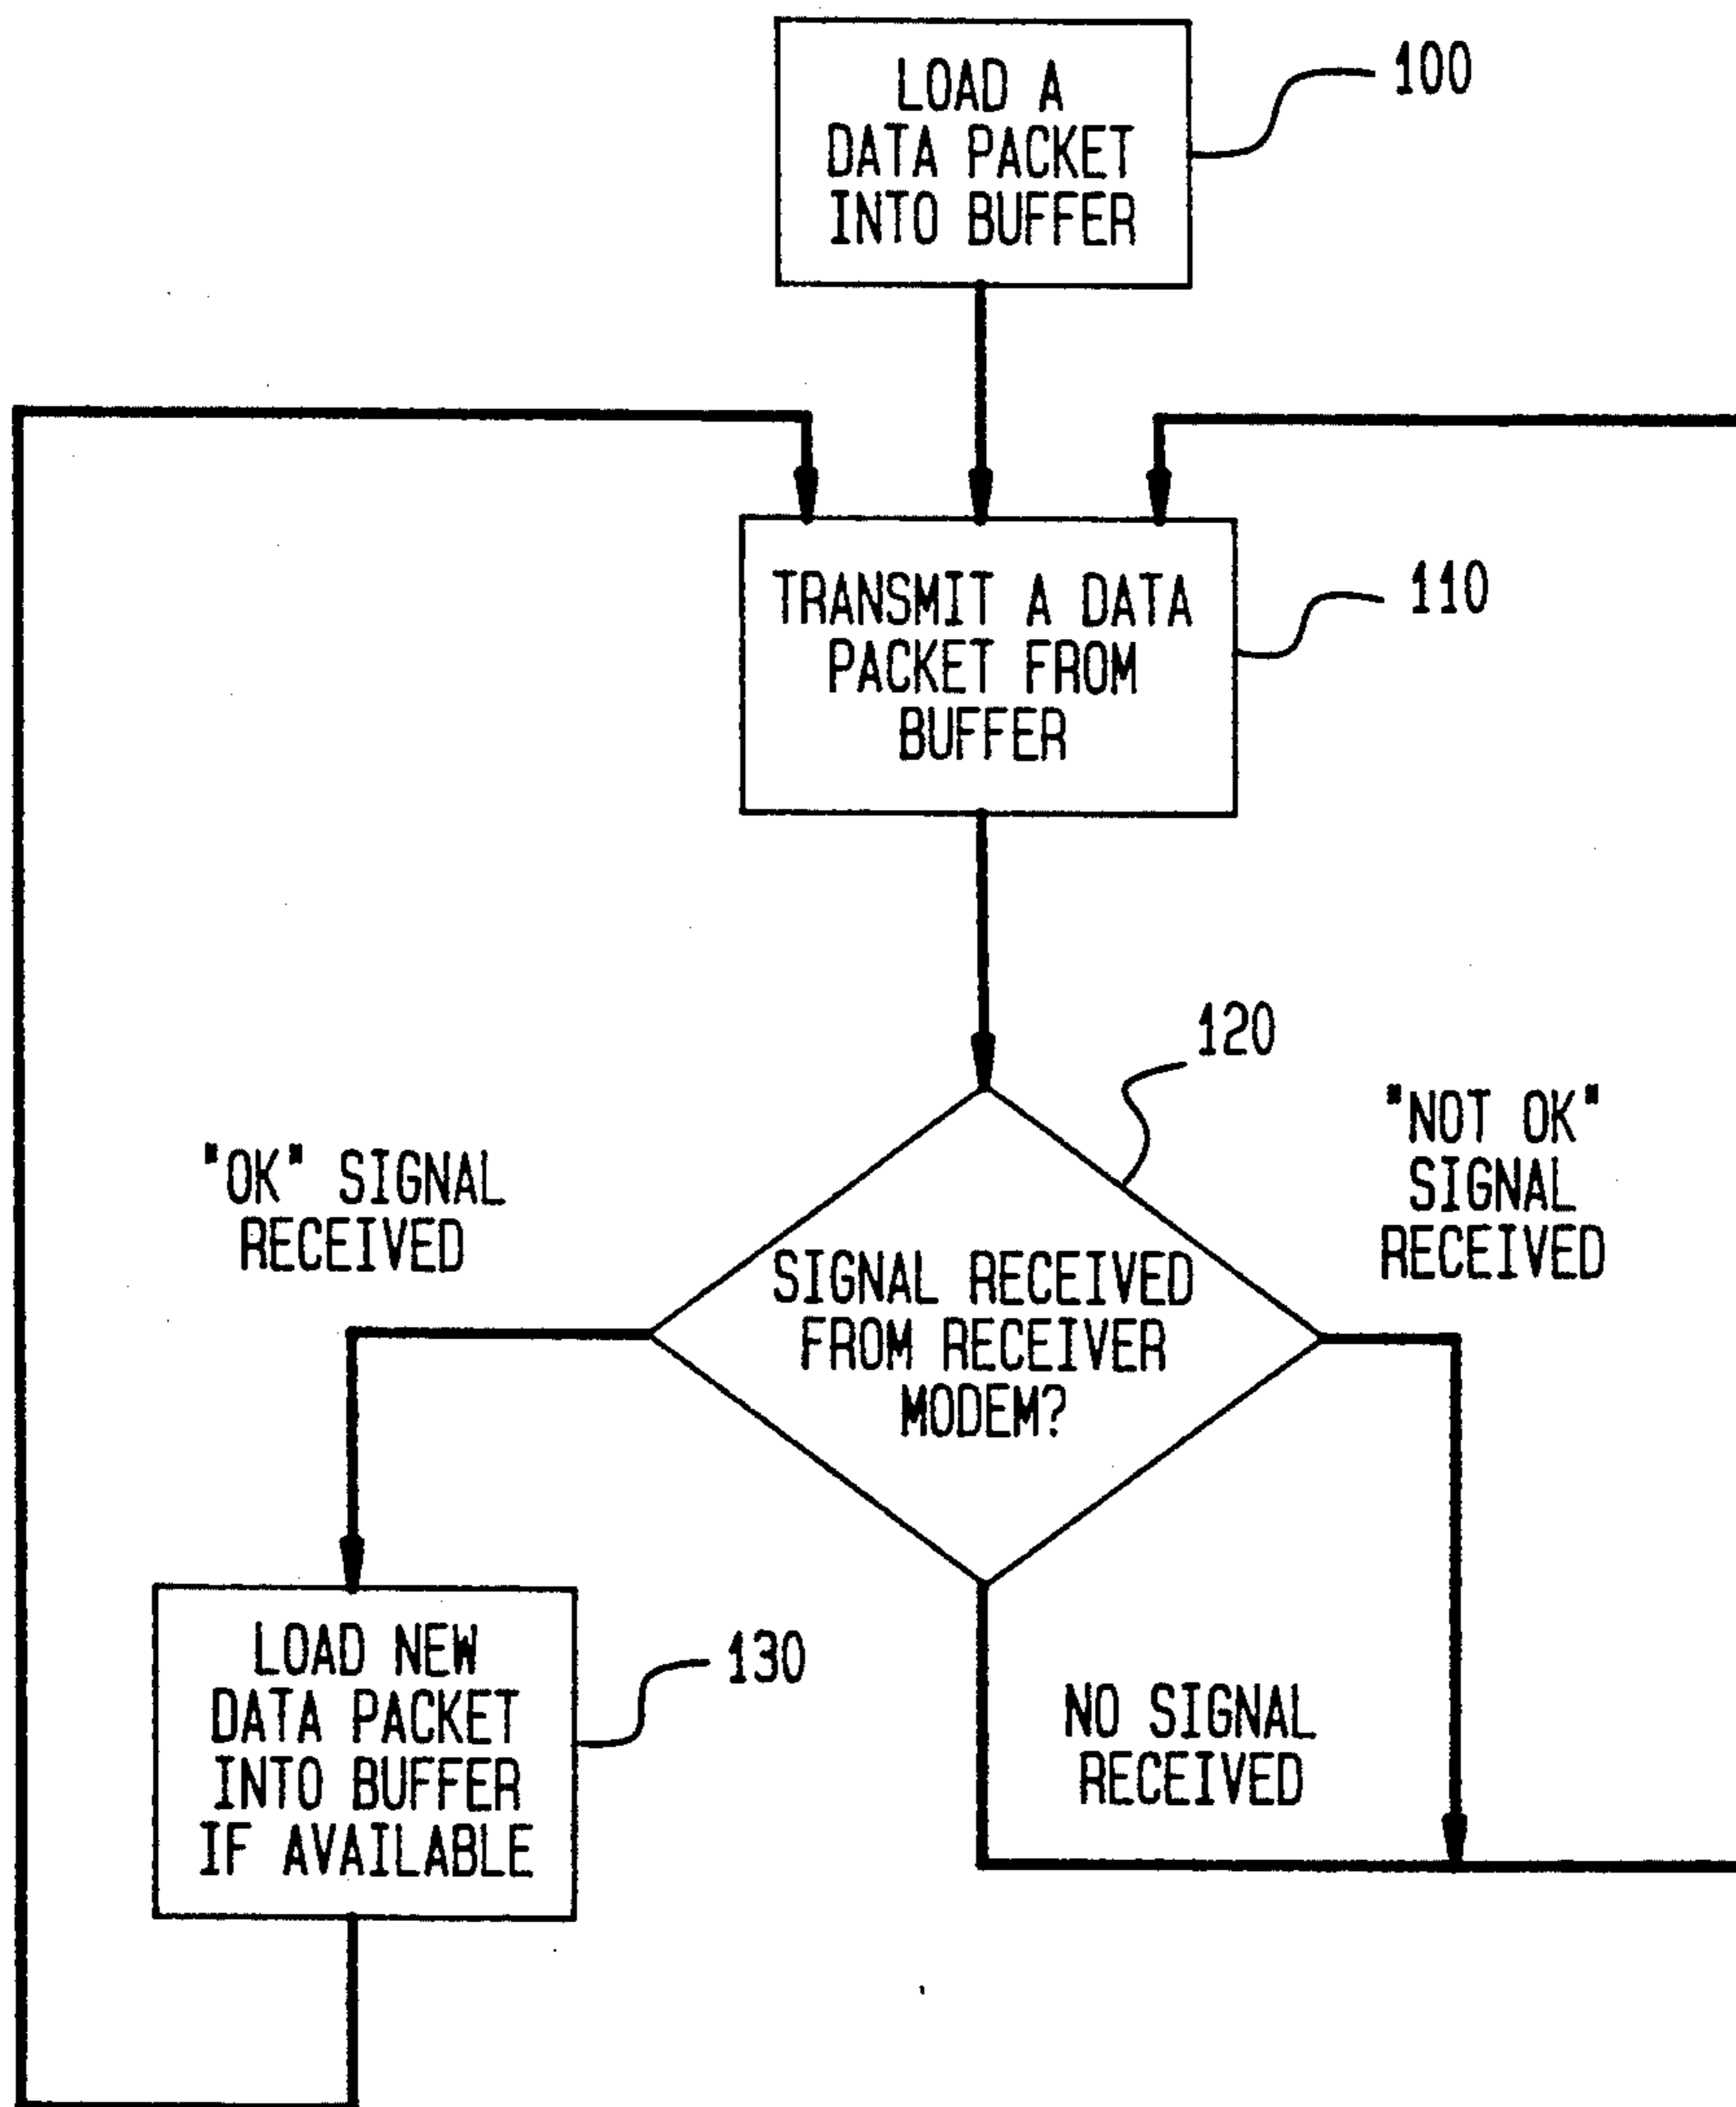 LOAD A
DATA PACKET
INTO BUFFER
100
TRANSMIT A DATA
PACKET FROM
BUFFER
110
120
"OK" SIGNAL
RECEIVED
SIGNAL RECEIVED
FROM RECEIVER
MODEM?
"NOT OK"
SIGNAL
RECEIVED
LOAD NEW
DATA PACKET
INTO BUFFER
IF AVAILABLE
130
NO SIGNAL
RECEIVED